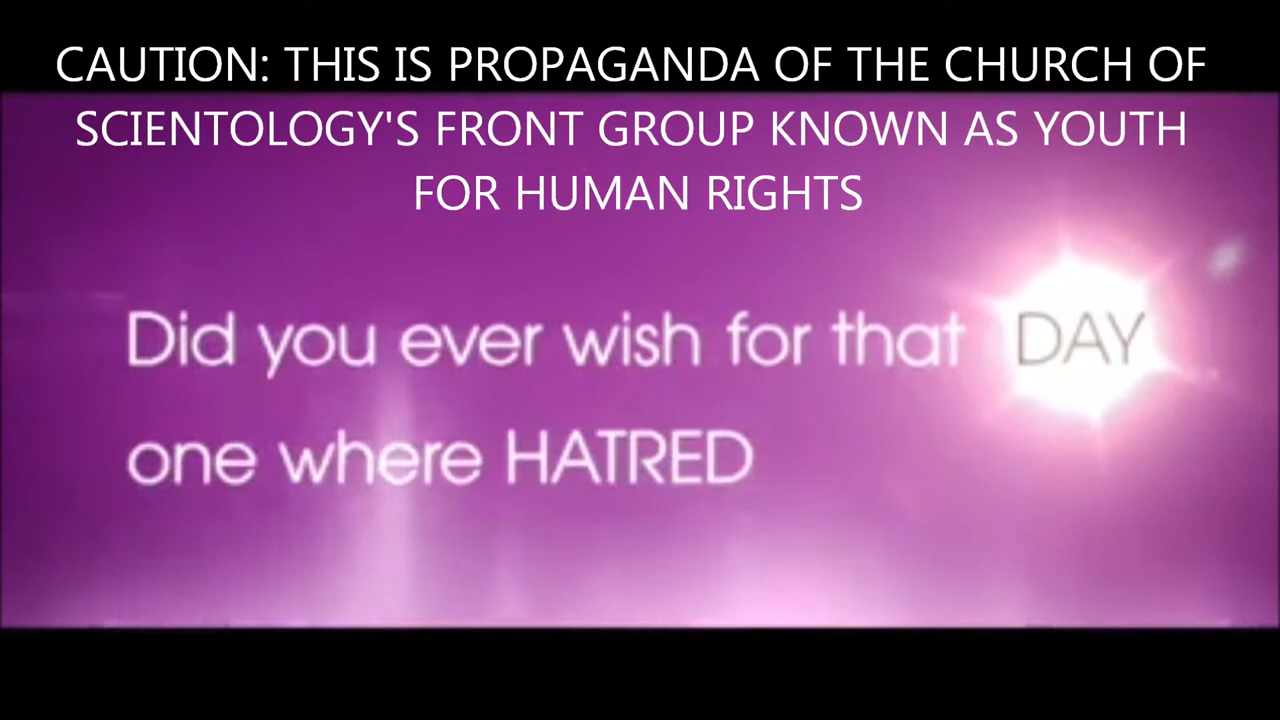 CAUTION: THIS IS PROPAGANDA OF THE CHURCH OF
SCIENTOLOGY'S FRONT GROUP KNOWN AS YOUTH
FOR HUMAN RIGHTS
Did you ever wish for that DAY
one where HATRED